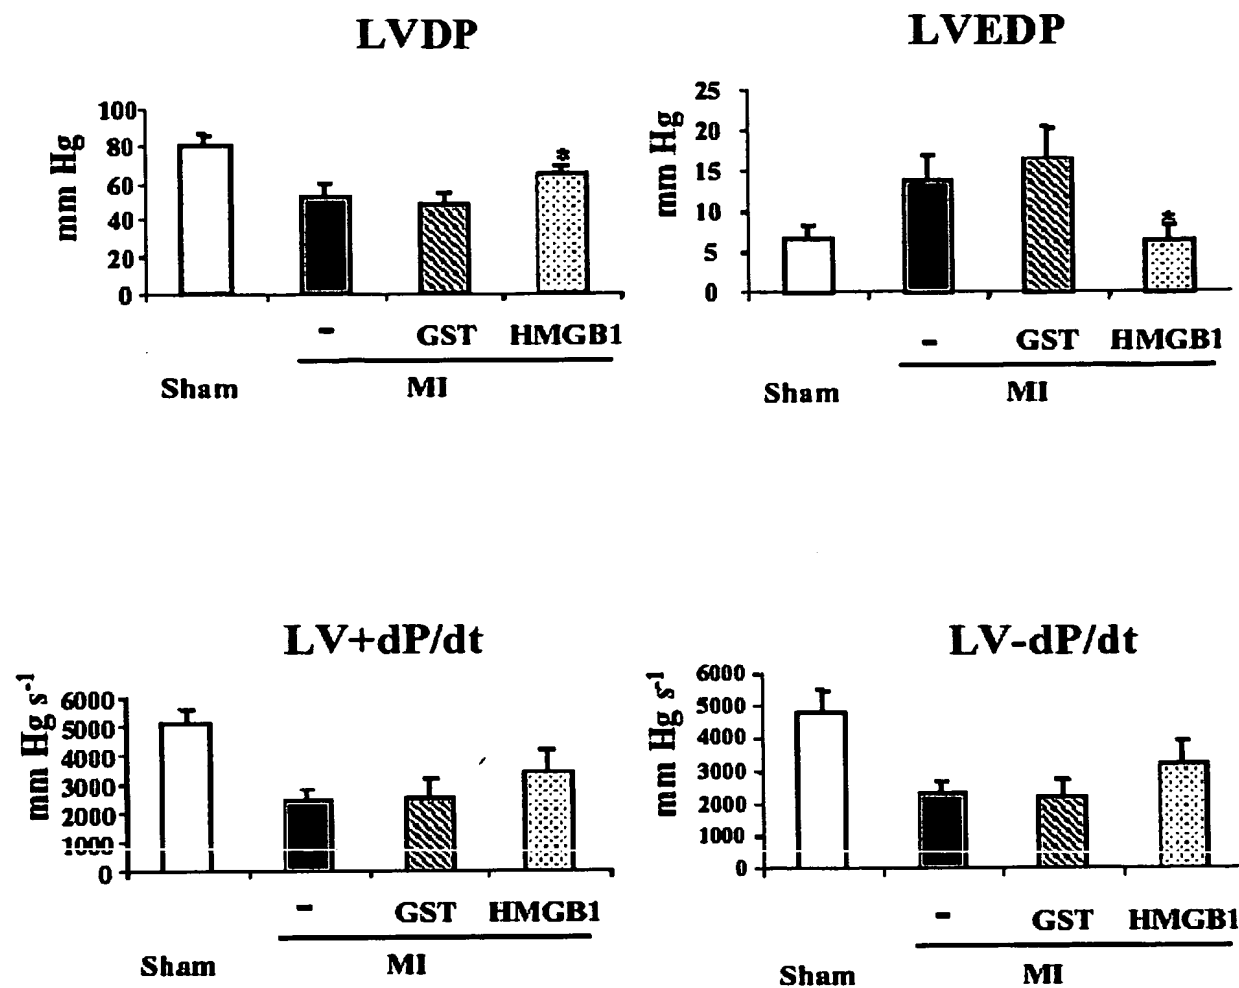 LVDP
mm Hg
100
80
60
40
20
0
*
- GST HMGB1
Sham MI
LVEDP
mm Hg
25
20
15
10
5
0
*
- GST HMGB1
Sham MI
LV+dP/dt
mm Hg s-1
6000
5000
4000
3000
2000
1000
0
- GST HMGB1
Sham MI
LV-dP/dt
mm Hg s-1
6000
5000
4000
3000
2000
1000
0
- GST HMGB1
Sham MI